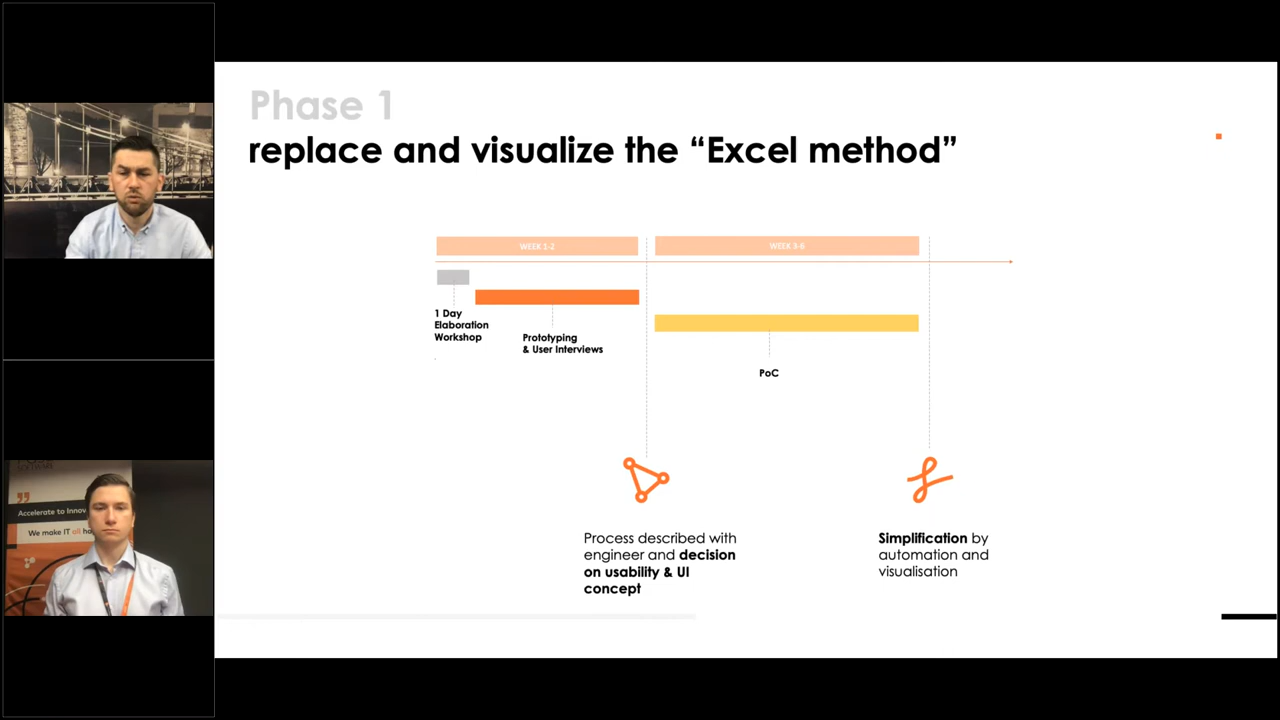 Phase 1
replace and visualize the “Excel method”
WEEK 1-2
WEEK 3-6
1 Day
Elaboration
Workshop
Prototyping
& User Interviews
PoC
Process described with
engineer and decision
on usability & UI
concept
Simplification by
automation and
visualisation
SOFTWARE
Accelerate to Innov
We make IT all ha